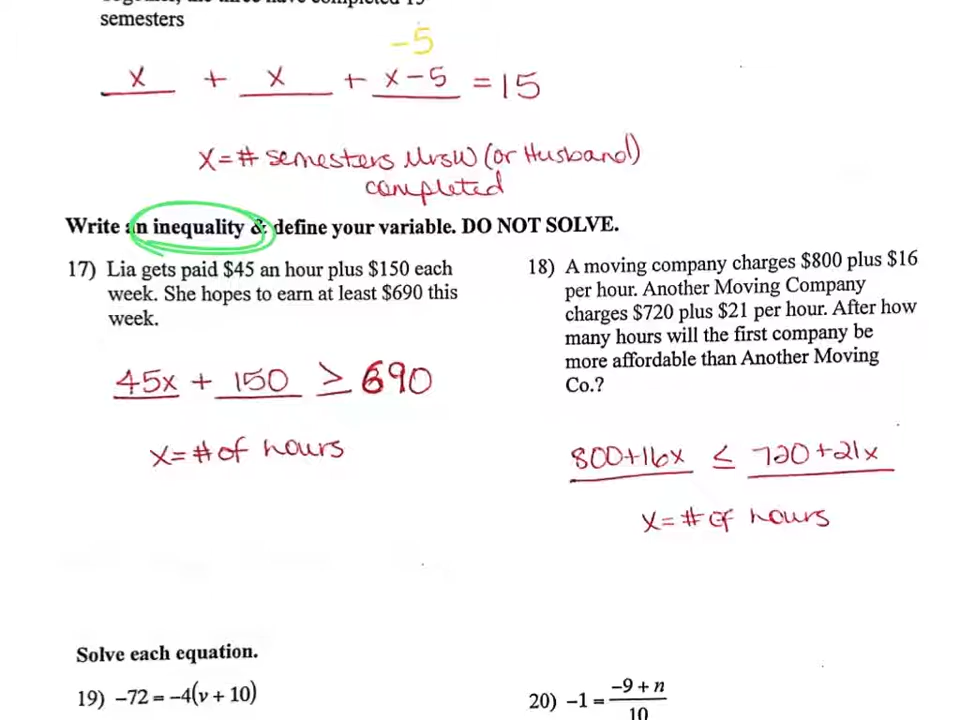 semesters
-5
x + x + x-5 = 15
x = # semesters MrsW (or Husband)
completed
Write an inequality & define your variable. DO NOT SOLVE.
17) Lia gets paid $45 an hour plus $150 each
week. She hopes to earn at least $690 this
week.
45x + 150 ≥ 690
x = # of hours
18) A moving company charges $800 plus $16
per hour. Another Moving Company
charges $720 plus $21 per hour. After how
many hours will the first company be
more affordable than Another Moving
Co.?
800+16x ≤ 720+21x
x = # of hours
Solve each equation.
19) -72 = -4(v + 10)
20) -1 = -9 + n
10